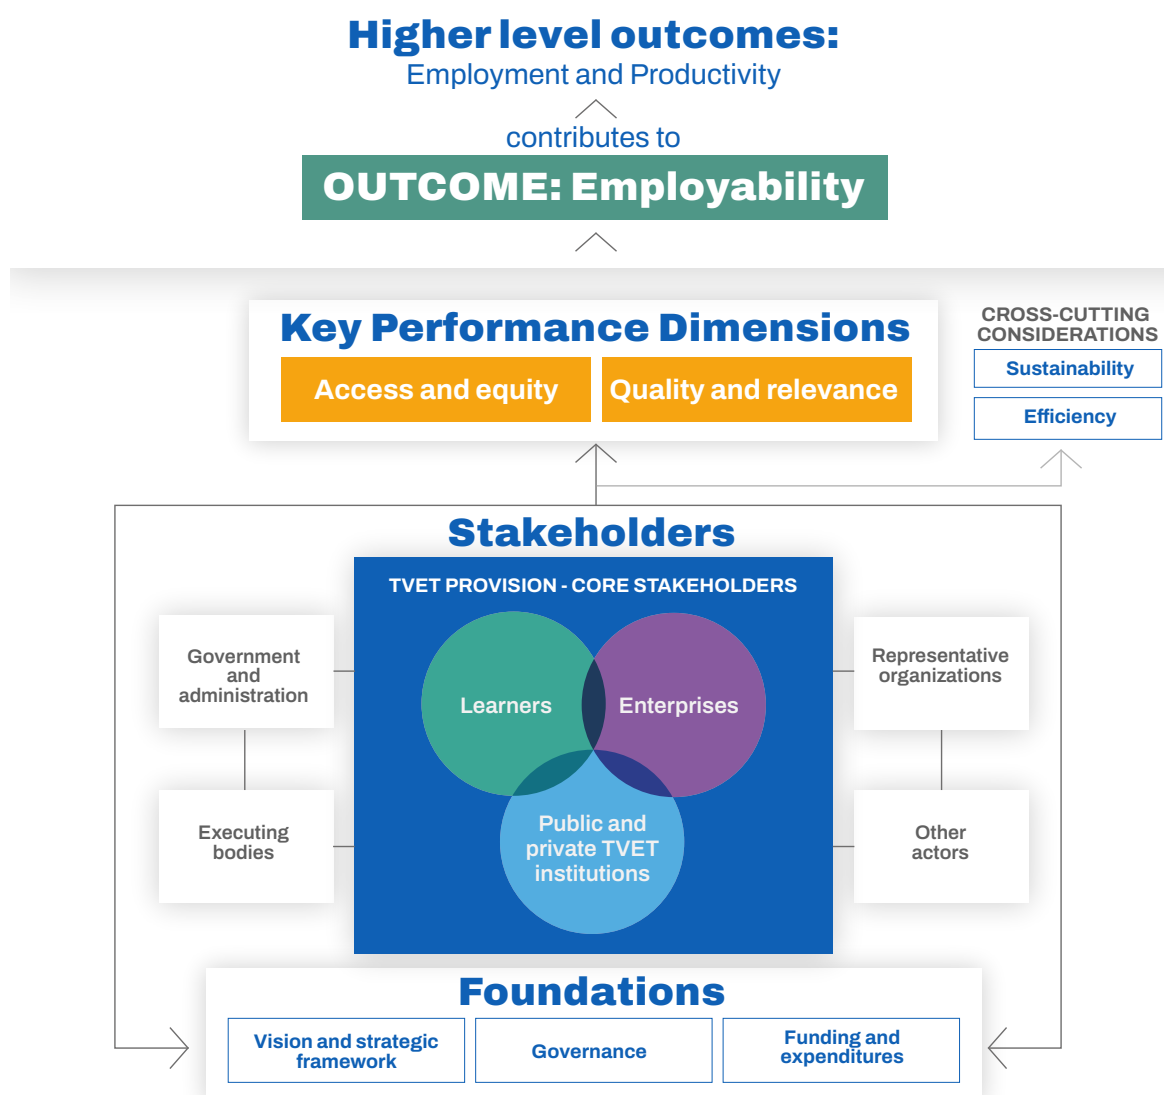 Higher level outcomes:
Employment and Productivity
contributes to
OUTCOME: Employability
Key Performance Dimensions
Access and equity
Quality and relevance
CROSS-CUTTING
CONSIDERATIONS
Sustainability
Efficiency
Stakeholders
TVET PROVISION - CORE STAKEHOLDERS
Government
and
administration
Executing
bodies
Learners
Enterprises
Public and
private TVET
institutions
Representative
organizations
Other
actors
Foundations
Vision and strategic
framework
Governance
Funding and
expenditures